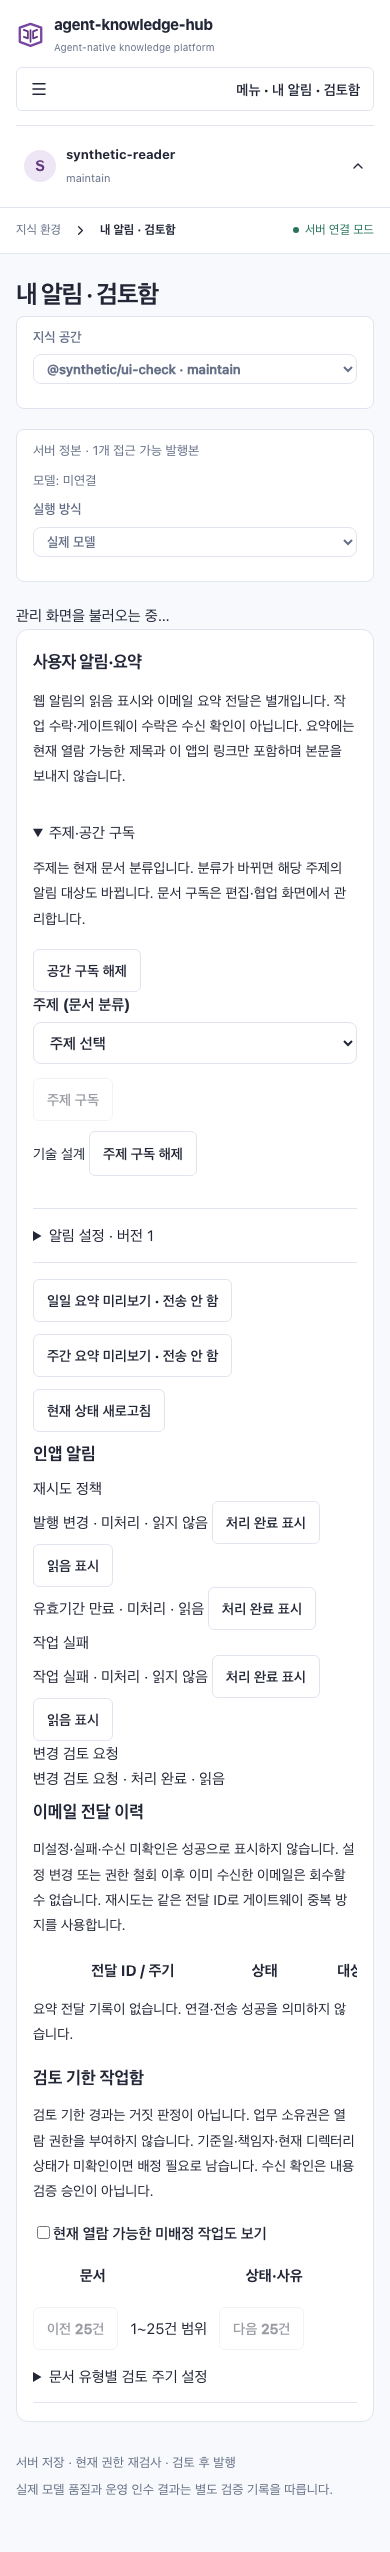 agent-knowledge-hub
Agent-native knowledge platform
메뉴 · 내 알림 · 검토함
S
synthetic-reader
maintain
지식 환경 > 내 알림 · 검토함
서버 연결 모드
내 알림 · 검토함
지식 공간
@synthetic/ui-check · maintain
서버 정본 · 1개 접근 가능 발행본
모델: 미연결
실행 방식
실제 모델
관리 화면을 불러오는 중...
사용자 알림·요약
웹 알림의 읽음 표시와 이메일 요약 전달은 별개입니다. 작
업 수락·게이트웨이 수락은 수신 확인이 아닙니다. 요약에는
현재 열람 가능한 제목과 이 앱의 링크만 포함하며 본문을
보내지 않습니다.
▼ 주제·공간 구독
주제는 현재 문서 분류입니다. 분류가 바뀌면 해당 주제의
알림 대상도 바뀝니다. 문서 구독은 편집·협업 화면에서 관
리합니다.
공간 구독 해제
주제 (문서 분류)
주제 선택
주제 구독
기술 설계 주제 구독 해제
▶ 알림 설정 · 버전 1
일일 요약 미리보기 · 전송 안 함
주간 요약 미리보기 · 전송 안 함
현재 상태 새로고침
인앱 알림
재시도 정책
발행 변경 · 미처리 · 읽지 않음 처리 완료 표시
읽음 표시
유효기간 만료 · 미처리 · 읽음 처리 완료 표시
작업 실패
작업 실패 · 미처리 · 읽지 않음 처리 완료 표시
읽음 표시
변경 검토 요청
변경 검토 요청 · 처리 완료 · 읽음
이메일 전달 이력
미설정·실패·수신 미확인은 성공으로 표시하지 않습니다. 설
정 변경 또는 권한 철회 이후 이미 수신한 이메일은 회수할
수 없습니다. 재시도는 같은 전달 ID로 게이트웨이 중복 방
지를 사용합니다.
전달 ID / 주기 상태
요약 전달 기록이 없습니다. 연결·전송 성공을 의미하지 않
습니다.
검토 기한 작업함
검토 기한 경과는 거짓 판정이 아닙니다. 업무 소유권은 열
람 권한을 부여하지 않습니다. 기준일·책임자·현재 디렉터리
상태가 미확인이면 배정 필요로 남습니다. 수신 확인은 내용
검증 승인이 아닙니다.
현재 열람 가능한 미배정 작업도 보기
문서 상태·사유
이전 25건 1~25건 범위 다음 25건
▶ 문서 유형별 검토 주기 설정
서버 저장 · 현재 권한 재검사 · 검토 후 발행
실제 모델 품질과 운영 인수 결과는 별도 검증 기록을 따릅니다.